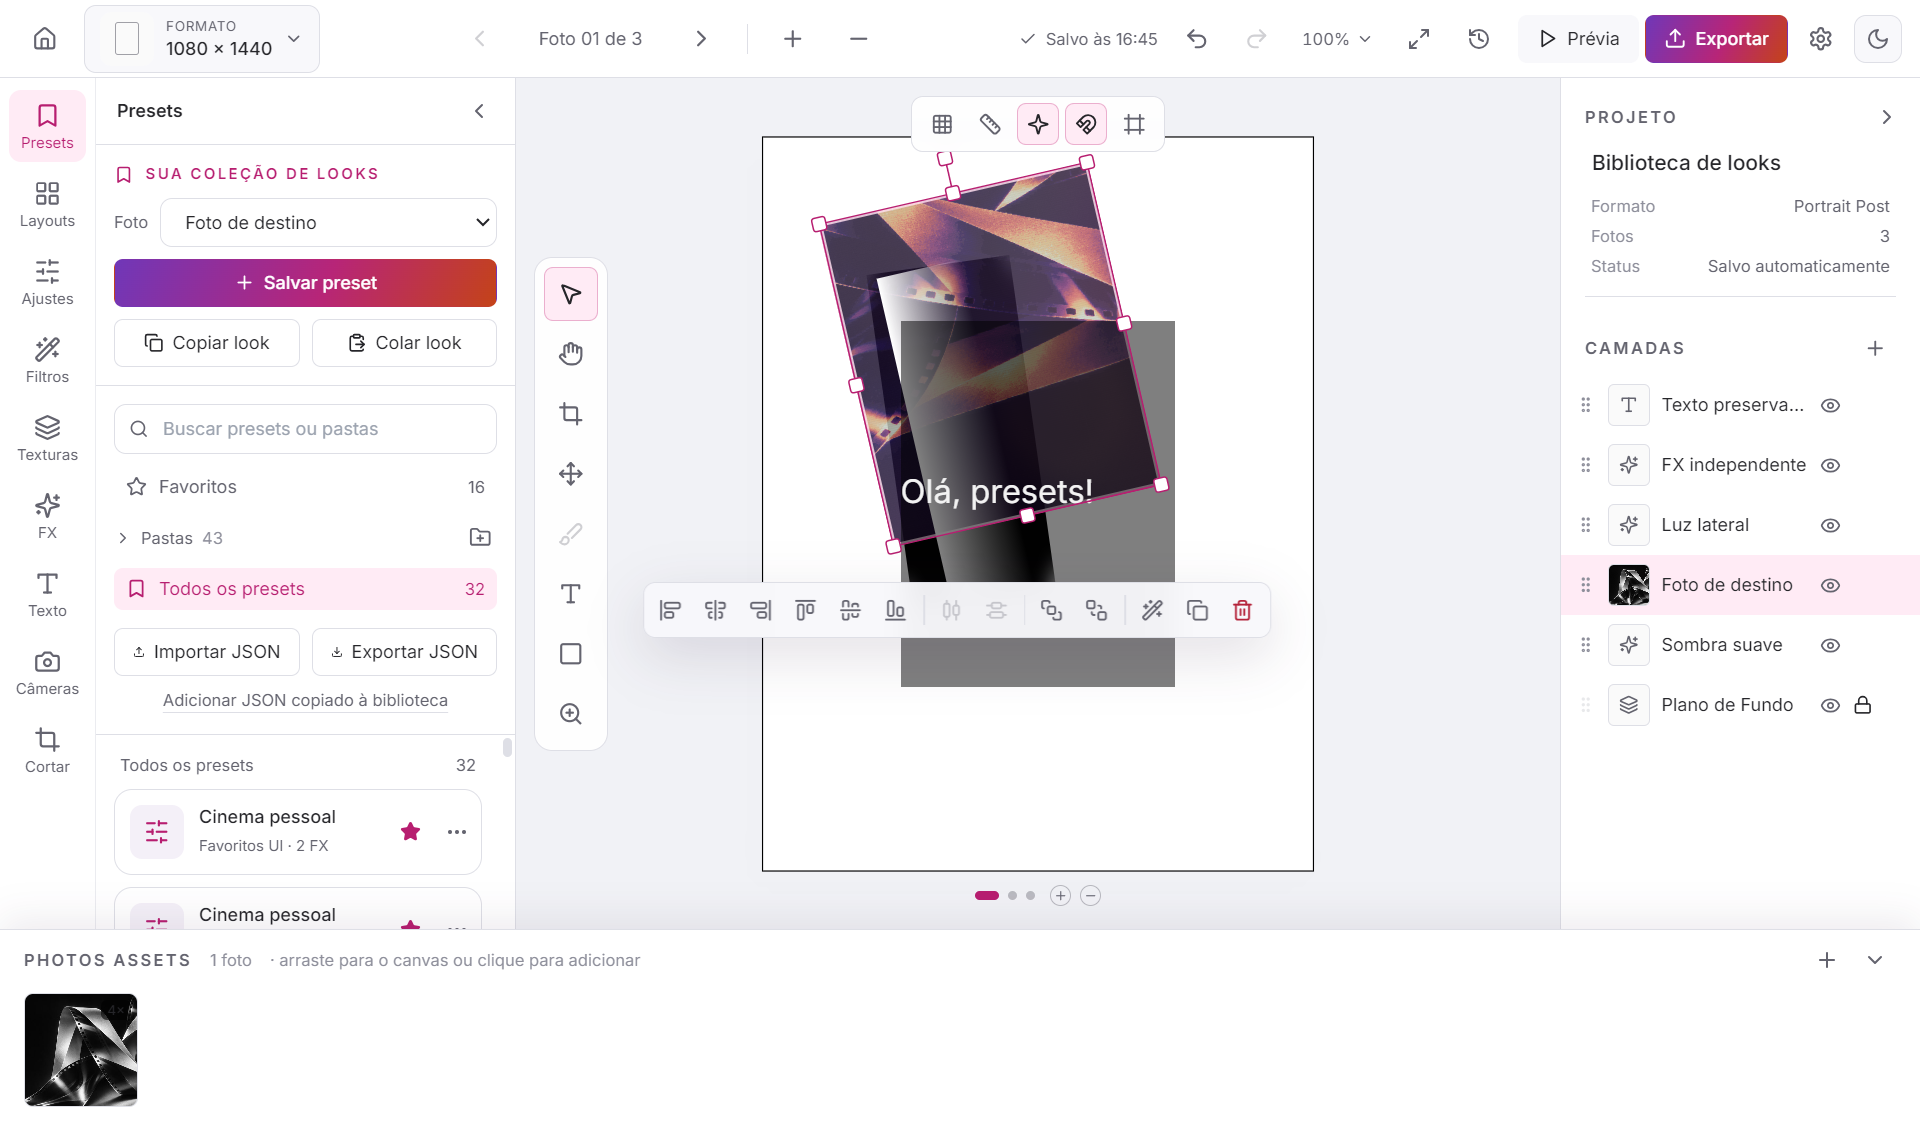 FORMATO
1080 × 1440
Foto 01 de 3
Salvo às 16:45
100%
Prévia
Exportar
Presets
Layouts
Ajustes
Filtros
Texturas
FX
Texto
Câmeras
Cortar
Presets
SUA COLEÇÃO DE LOOKS
Foto
Foto de destino
Salvar preset
Copiar look
Colar look
Buscar presets ou pastas
Favoritos 16
Pastas 43
Todos os presets 32
Importar JSON
Exportar JSON
Adicionar JSON copiado à biblioteca
Todos os presets 32
Cinema pessoal
Favoritos UI · 2 FX
Cinema pessoal
Olá, presets!
PROJETO
Biblioteca de looks
Formato Portrait Post
Fotos 3
Status Salvo automaticamente
CAMADAS
Texto preserva...
FX independente
Luz lateral
Foto de destino
Sombra suave
Plano de Fundo
PHOTOS ASSETS 1 foto · arraste para o canvas ou clique para adicionar
4×